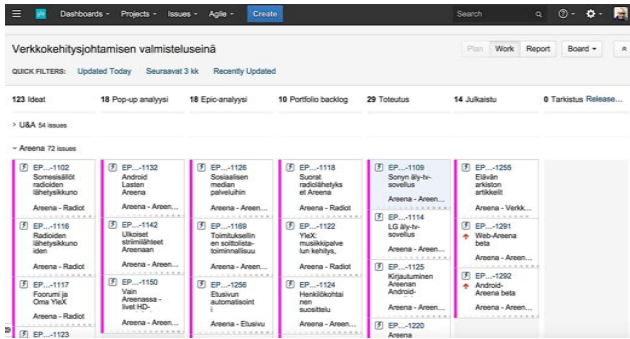 Dashboards Projects Issues Agile Create Search
Verkkokehitysjohtamisen valmisteluseinä
Plan Work Report Board
QUICK FILTERS: Updated Today Seuraavat 3 kk Recently Updated
123 Ideat 18 Pop-up analyysi 18 Epic-analyysi 10 Portfolio backlog 29 Toteutus 14 Julkaistu 0 Tarkistus Release...
U&A 54 issues
Areena 72 issues
EP...-1102
Somesisällöt
radioiden
lähetysikkuno
Areena - Radiot
EP...-1116
Radioiden
lähetysikkuno
iden
Areena - Radiot
EP...-1117
Foorumi ja
Oma YleX
Areena - Radiot
EP...-1123
EP...-1132
Android
Lasten
Areena
Areena - Areen...
EP...-1142
Ulkoiset
striimilähteet
Areenaan
Areena - Areen...
EP...-1150
Vain
Areenassa -
livet HD-
Areena - Areen...
EP...-1126
Sosiaalisen
median
palveluihin
Areena - Areen...
EP...-1169
Toimituksellin
en soittolista-
toiminnallisuu
Areena - Areen...
EP...-1256
Etusivun
automatisoint
i
Areena - Etusivu
EP...-1118
Suorat
radiolähetyks
et Areena
Areena - Radiot
EP...-1122
YleX:
musiikkipalve
lun kehitys,
Areena - Radiot
EP...-1124
Henkilökohtai
nen
suosittelu
Areena - Areen...
EP...-1109
Sonyn äly-tv-
sovellus
Areena - Areen...
EP...-1114
LG äly-tv-
sovellus
Areena - Areen...
EP...-1125
Kirjautuminen
Areenan
Android-
Areena - Areen...
EP...-1220
Areena
EP...-1255
Elävän
arkiston
artikkelit
Areena - Verkk...
EP...-1291
Web-Areena
beta
Areena - Areen...
EP...-1292
Android-
Areena beta
Areena - Areen...